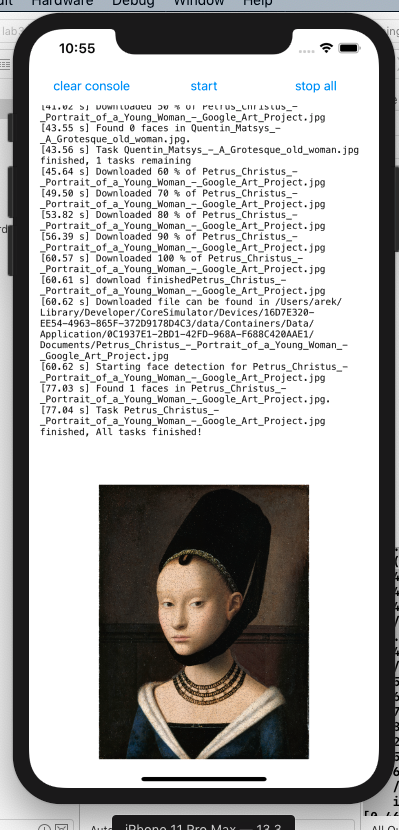 Hardware Debug Window Help
lab
10:55
clear console start stop all
[41.02 s] Downloaded 50 % of Petrus_Christus_-
_Portrait_of_a_Young_Woman_-_Google_Art_Project.jpg
[43.55 s] Found 0 faces in Quentin_Matsys_-
_A_Grotesque_old_woman.jpg.
[43.56 s] Task Quentin_Matsys_-_A_Grotesque_old_woman.jpg
finished, 1 tasks remaining
[45.64 s] Downloaded 60 % of Petrus_Christus_-
_Portrait_of_a_Young_Woman_-_Google_Art_Project.jpg
[49.50 s] Downloaded 70 % of Petrus_Christus_-
_Portrait_of_a_Young_Woman_-_Google_Art_Project.jpg
[53.82 s] Downloaded 80 % of Petrus_Christus_-
_Portrait_of_a_Young_Woman_-_Google_Art_Project.jpg
[56.39 s] Downloaded 90 % of Petrus_Christus_-
_Portrait_of_a_Young_Woman_-_Google_Art_Project.jpg
[60.57 s] Downloaded 100 % of Petrus_Christus_-
_Portrait_of_a_Young_Woman_-_Google_Art_Project.jpg
[60.61 s] download finishedPetrus_Christus_-
_Portrait_of_a_Young_Woman_-_Google_Art_Project.jpg
[60.62 s] Downloaded file can be found in /Users/arek/
Library/Developer/CoreSimulator/Devices/16D7E320-
EE54-4963-865F-372D9178D4C3/data/Containers/Data/
Application/0C1937E1-2BD1-42FD-968A-F688C420AAE1/
Documents/Petrus_Christus_-_Portrait_of_a_Young_Woman_-
_Google_Art_Project.jpg
[60.62 s] Starting face detection for Petrus_Christus_-
_Portrait_of_a_Young_Woman_-_Google_Art_Project.jpg
[77.03 s] Found 1 faces in Petrus_Christus_-
_Portrait_of_a_Young_Woman_-_Google_Art_Project.jpg.
[77.04 s] Task Petrus_Christus_-
_Portrait_of_a_Young_Woman_-_Google_Art_Project.jpg
finished, All tasks finished!
iPhone 11 Pro Max — 13.3